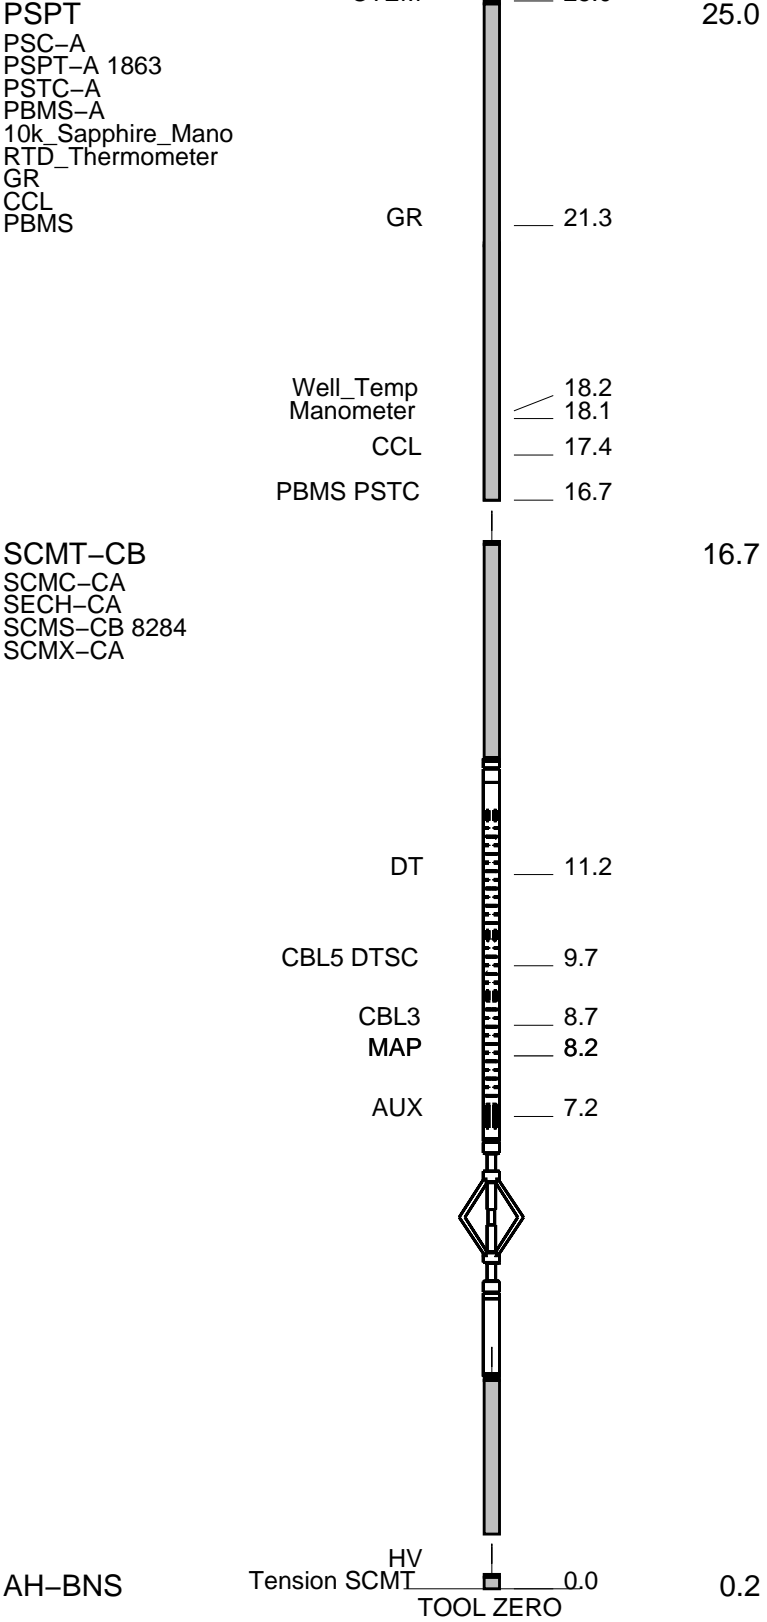 PSPT 25.0
PSC−A
PSPT−A 1863
PSTC−A
PBMS−A
10k_Sapphire_Mano
RTD_Thermometer
GR
CCL
PBMS
GR 21.3
Well_Temp 18.2
Manometer 18.1
CCL 17.4
PBMS PSTC 16.7
SCMT−CB 16.7
SCMC−CA
SECH−CA
SCMS−CB 8284
SCMX−CA
DT 11.2
CBL5 DTSC 9.7
CBL3 8.7
MAP 8.2
AUX 7.2
HV
Tension SCMT 0.0
AH−BNS 0.2
TOOL ZERO